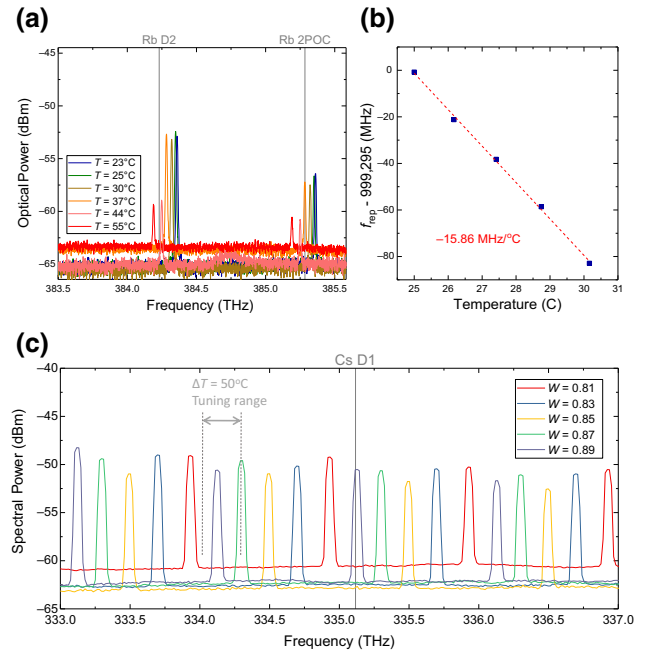 (a)
Rb D2
Rb 2POC
Optical Power (dBm)
-50
-55
-60
-65
T = 23°C
T = 25°C
T = 30°C
T = 37°C
T = 44°C
T = 55°C
383.5
384.0
384.5
385.0
385.5
Frequency (THz)
(b)
f_rep - 999,295 (MHz)
0
-20
-40
-60
-80
−15.86 MHz/°C
25
26
27
28
29
30
31
Temperature (C)
(c)
Cs D1
Spectral Power (dBm)
-40
-45
-50
-55
-60
-65
ΔT = 50°C
Tuning range
W = 0.81
W = 0.83
W = 0.85
W = 0.87
W = 0.89
333.0
333.5
334.0
334.5
335.0
335.5
336.0
336.5
337.0
Frequency (THz)